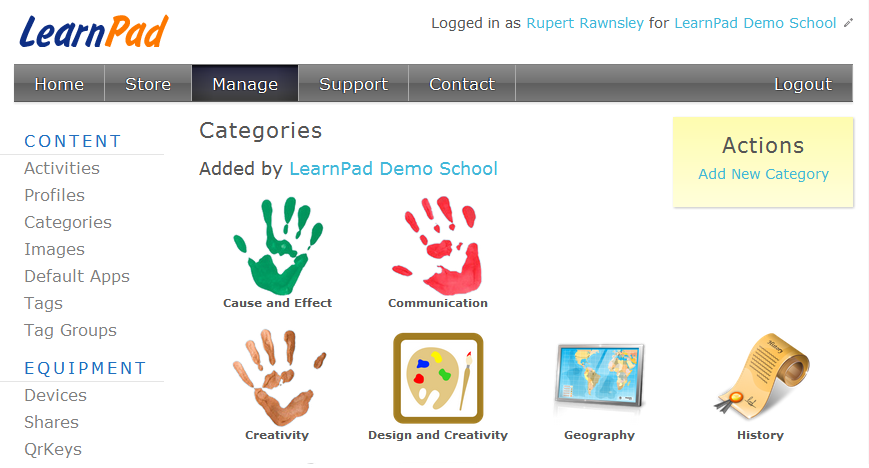 LearnPad
Logged in as Rupert Rawnsley for LearnPad Demo School
Home Store Manage Support Contact Logout
CONTENT
Activities
Profiles
Categories
Images
Default Apps
Tags
Tag Groups
EQUIPMENT
Devices
Shares
QrKeys
Categories
Added by LearnPad Demo School
Cause and Effect
Communication
Creativity
Design and Creativity
Geography
History
History
Actions
Add New Category